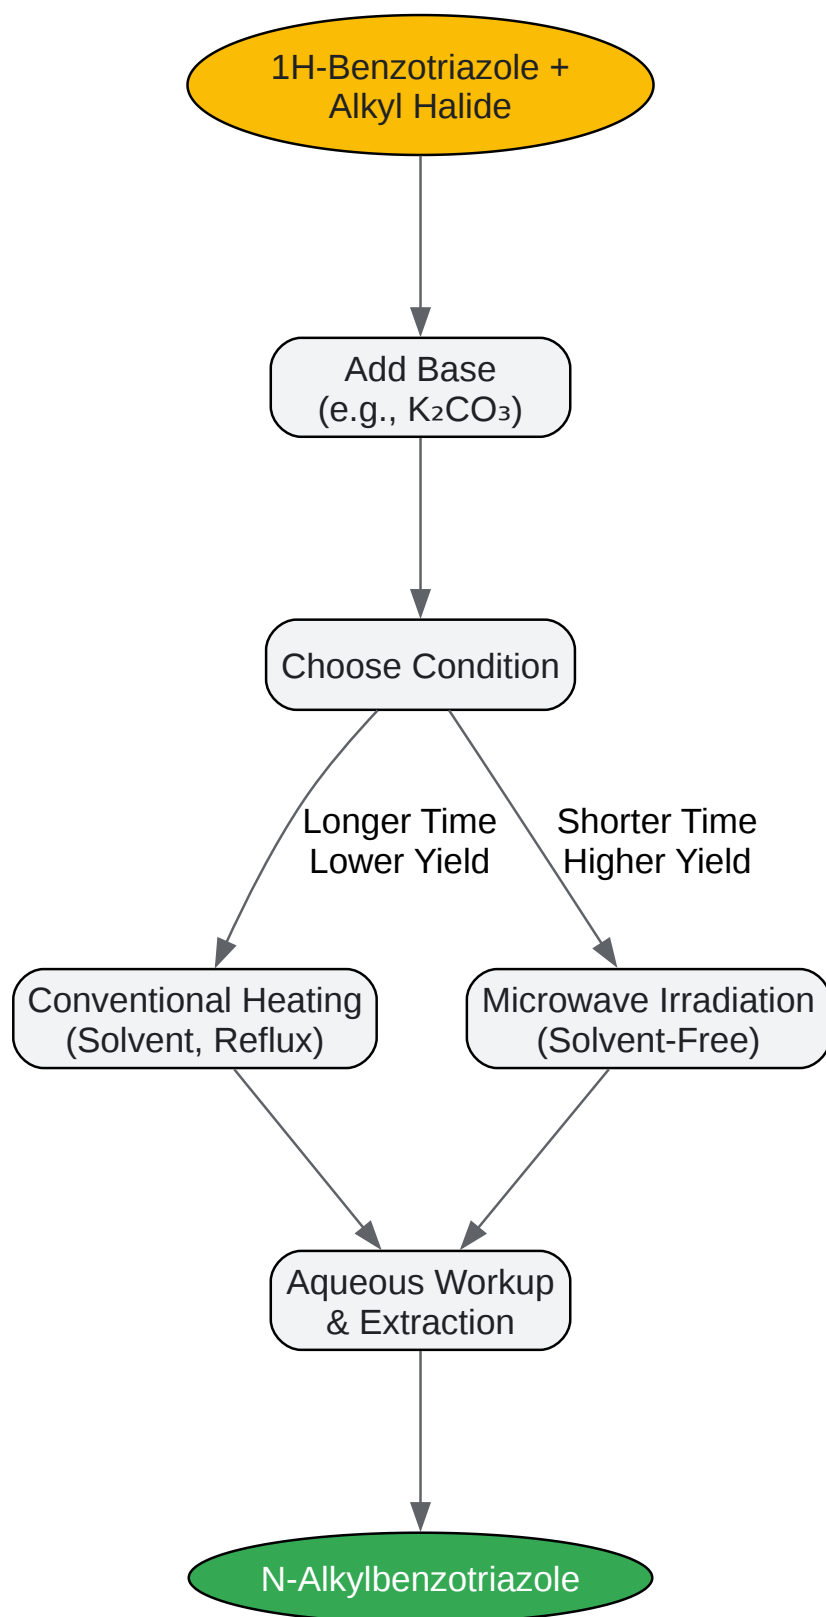 1H-Benzotriazole +
Alkyl Halide
Add Base
(e.g., K₂CO₃)
Choose Condition
Longer Time
Lower Yield
Shorter Time
Higher Yield
Conventional Heating
(Solvent, Reflux)
Microwave Irradiation
(Solvent-Free)
Aqueous Workup
& Extraction
N-Alkylbenzotriazole